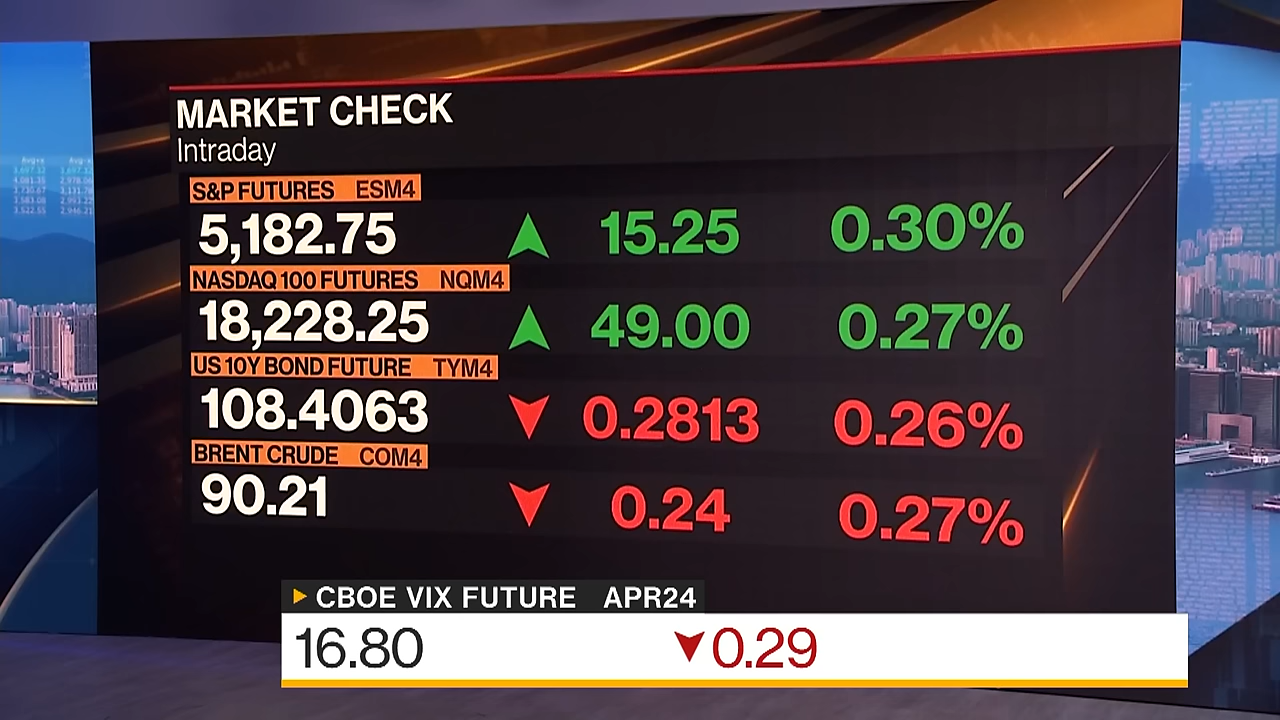 MARKET CHECK
Intraday
S&P FUTURES ESM4
5,182.75 ▲ 15.25 0.30%
NASDAQ 100 FUTURES NQM4
18,228.25 ▲ 49.00 0.27%
US 10Y BOND FUTURE TYM4
108.4063 ▼ 0.2813 0.26%
BRENT CRUDE COM4
90.21 ▼ 0.24 0.27%
▶ CBOE VIX FUTURE APR24
16.80 ▼0.29